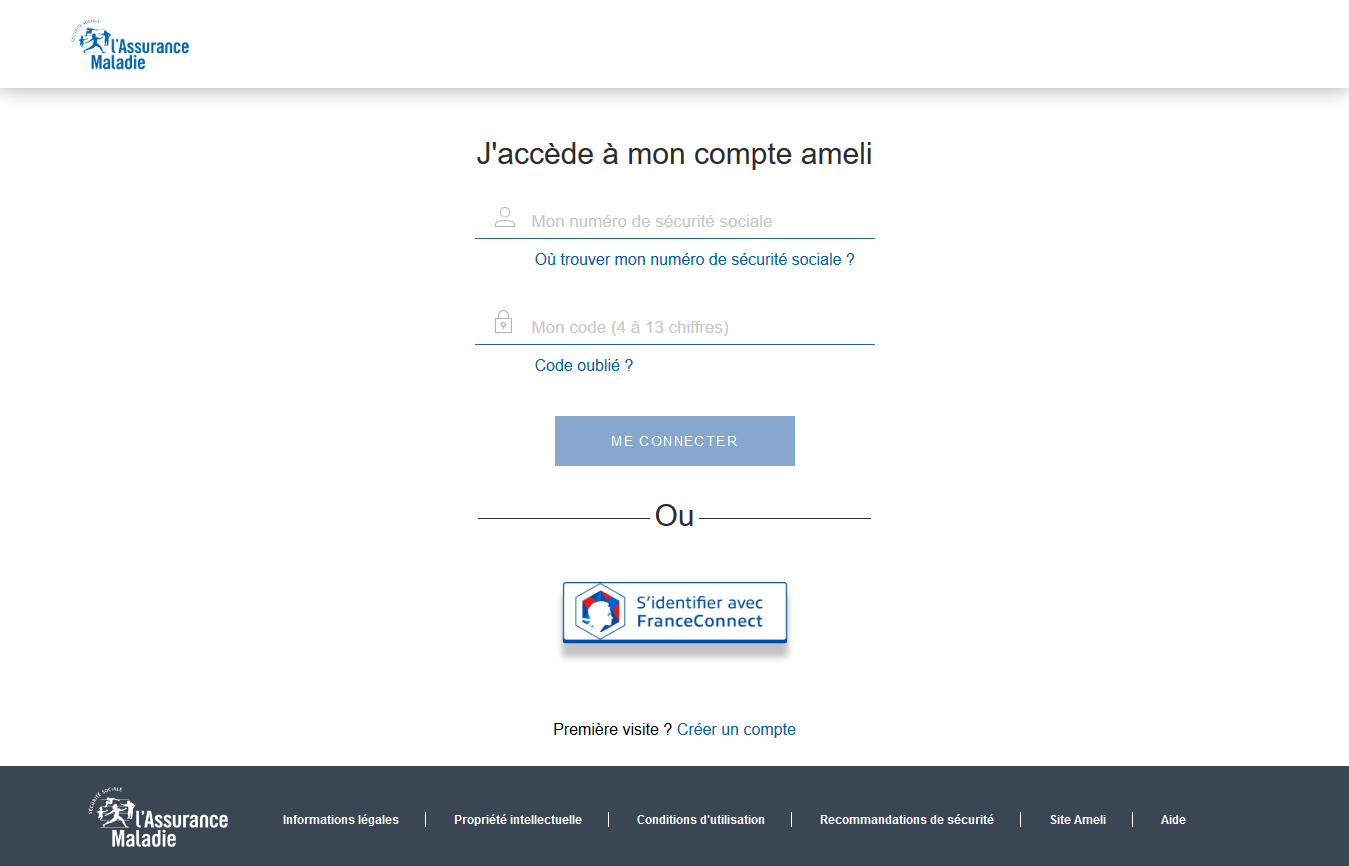 SÉCURITÉ SOCIALE
l'Assurance
Maladie
J'accède à mon compte ameli
Mon numéro de sécurité sociale
Où trouver mon numéro de sécurité sociale ?
Mon code (4 à 13 chiffres)
Code oublié ?
ME CONNECTER
Ou
S'identifier avec
FranceConnect
Première visite ? Créer un compte
SÉCURITÉ SOCIALE
l'Assurance
Maladie
Informations légales
Propriété intellectuelle
Conditions d'utilisation
Recommandations de sécurité
Site Ameli
Aide